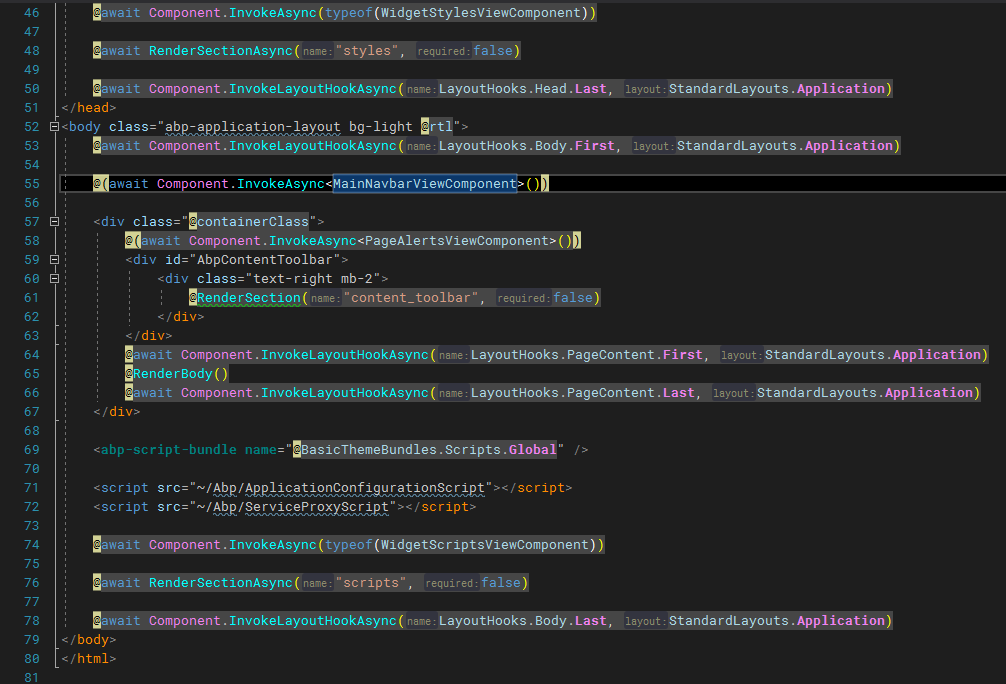 46 @await Component.InvokeAsync(typeof(WidgetStylesViewComponent))
47
48 @await RenderSectionAsync(name: "styles", required: false)
49
50 @await Component.InvokeLayoutHookAsync(name: LayoutHooks.Head.Last, layout: StandardLayouts.Application)
51 </head>
52 <body class="abp-application-layout bg-light @rtl">
53 @await Component.InvokeLayoutHookAsync(name: LayoutHooks.Body.First, layout: StandardLayouts.Application)
54
55 @(await Component.InvokeAsync<MainNavbarViewComponent>())
56
57 <div class="@containerClass">
58 @(await Component.InvokeAsync<PageAlertsViewComponent>())
59 <div id="AbpContentToolbar">
60 <div class="text-right mb-2">
61 @RenderSection(name: "content_toolbar", required: false)
62 </div>
63 </div>
64 @await Component.InvokeLayoutHookAsync(name: LayoutHooks.PageContent.First, layout: StandardLayouts.Application)
65 @RenderBody()
66 @await Component.InvokeLayoutHookAsync(name: LayoutHooks.PageContent.Last, layout: StandardLayouts.Application)
67 </div>
68
69 <abp-script-bundle name="@BasicThemeBundles.Scripts.Global" />
70
71 <script src="~/Abp/ApplicationConfigurationScript"></script>
72 <script src="~/Abp/ServiceProxyScript"></script>
73
74 @await Component.InvokeAsync(typeof(WidgetScriptsViewComponent))
75
76 @await RenderSectionAsync(name: "scripts", required: false)
77
78 @await Component.InvokeLayoutHookAsync(name: LayoutHooks.Body.Last, layout: StandardLayouts.Application)
79 </body>
80 </html>
81